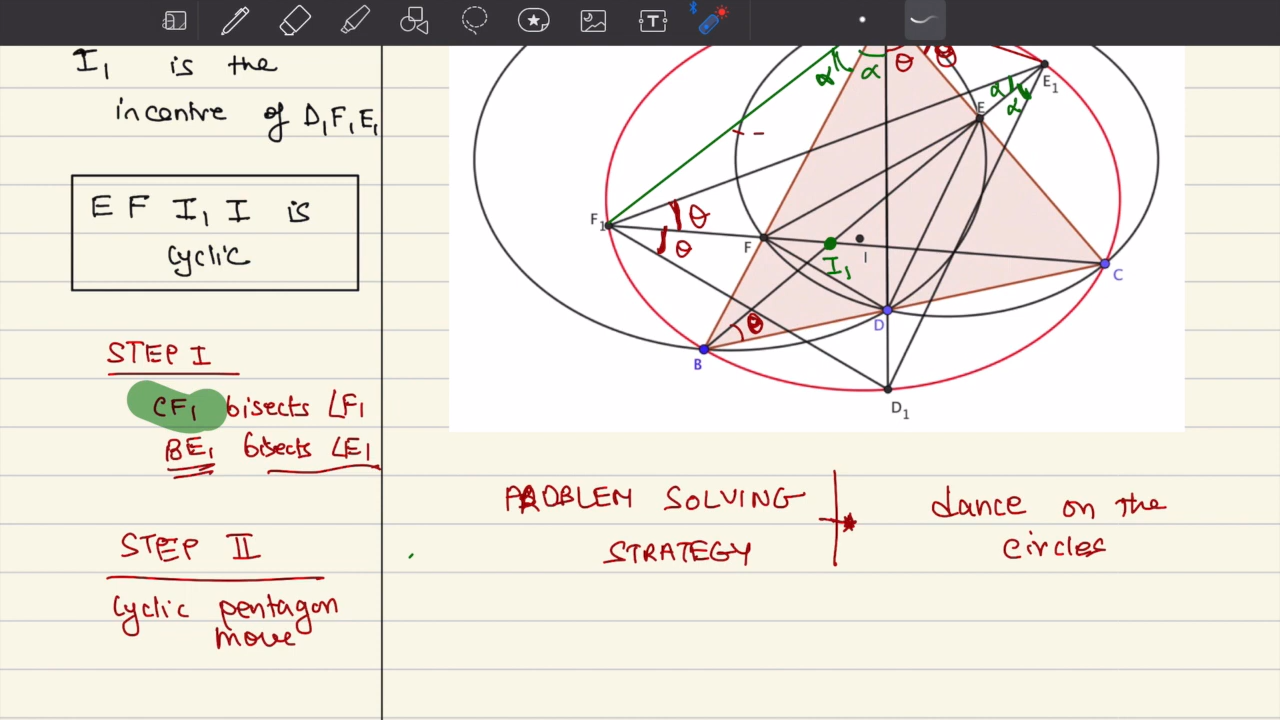 I₁ is the
incentre of D₁F₁E₁
E F I₁ I is
cyclic
STEP I
CF₁ bisects ∠F₁
BE₁ bisects ∠E₁
STEP II
cyclic pentagon
move
α
α
θ
θ
E₁
α
α
E
F₁
θ
θ
F
I₁
I
C
θ
D
B
D₁
PROBLEM SOLVING
STRATEGY
dance on the
circles
T